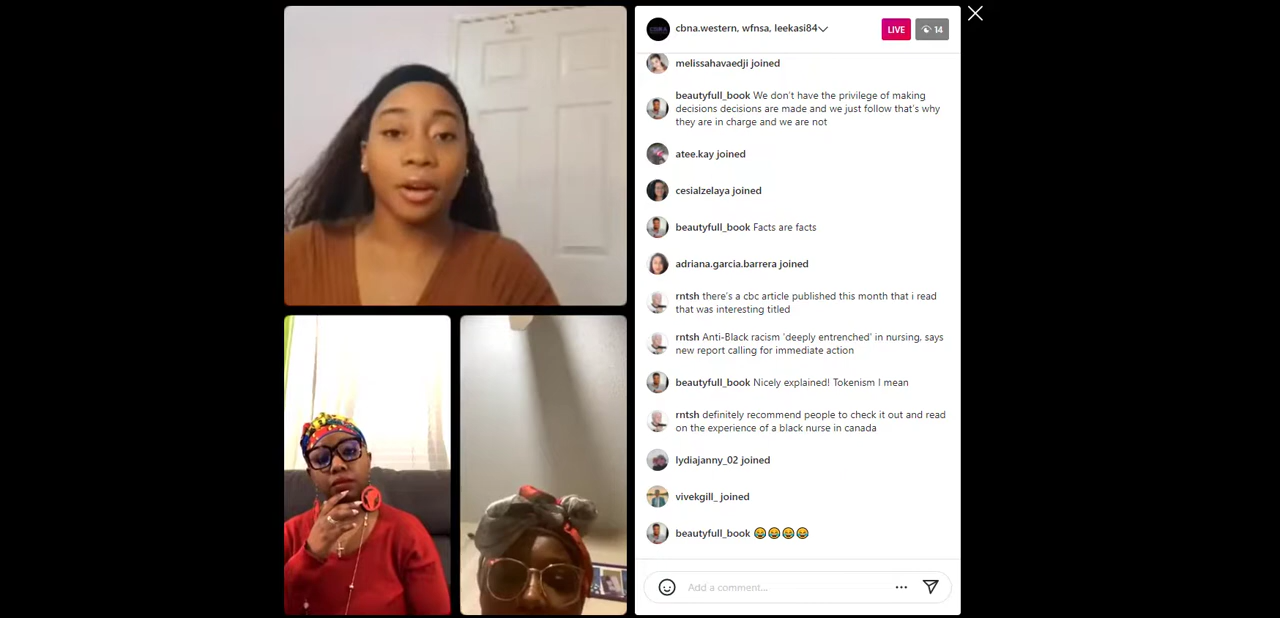 cbna.western, wfnsa, leekasi84
LIVE
14
melissahavaedji joined
beautyfull_book We don't have the privilege of making
decisions decisions are made and we just follow that's why
they are in charge and we are not
atee.kay joined
cesialzelaya joined
beautyfull_book Facts are facts
adriana.garcia.barrera joined
rntsh there's a cbc article published this month that i read
that was interesting titled
rntsh Anti-Black racism 'deeply entrenched' in nursing, says
new report calling for immediate action
beautyfull_book Nicely explained! Tokenism I mean
rntsh definitely recommend people to check it out and read
on the experience of a black nurse in canada
lydiajanny_02 joined
vivekgill_ joined
beautyfull_book 😂😂😂😂
Add a comment...